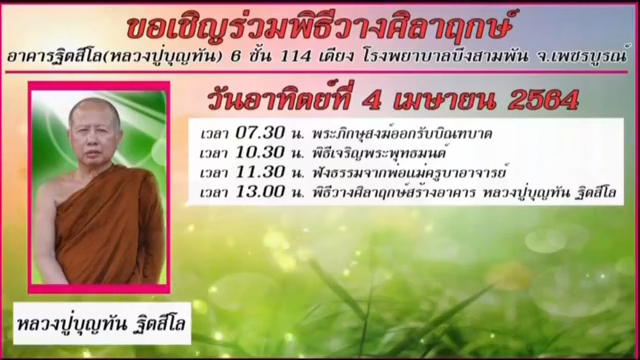 ขอเชิญร่วมพิธีวางศิลาฤกษ์
อาคารฐิตสีโล(หลวงปู่บุญทัน) 6 ชั้น 114 เตียง โรงพยาบาลบึงสามพัน จ.เพชรบูรณ์
วันอาทิตย์ที่ 4 เมษายน 2564
เวลา 07.30 น. พระภิกษุสงฆ์ออกรับบิณฑบาต
เวลา 10.30 น. พิธีเจริญพระพุทธมนต์
เวลา 11.30 น. ฟังธรรมจากพ่อแม่ครูบาอาจารย์
เวลา 13.00 น. พิธีวางศิลาฤกษ์สร้างอาคาร หลวงปู่บุญทัน ฐิตสีโล
หลวงปู่บุญทัน ฐิตสีโล